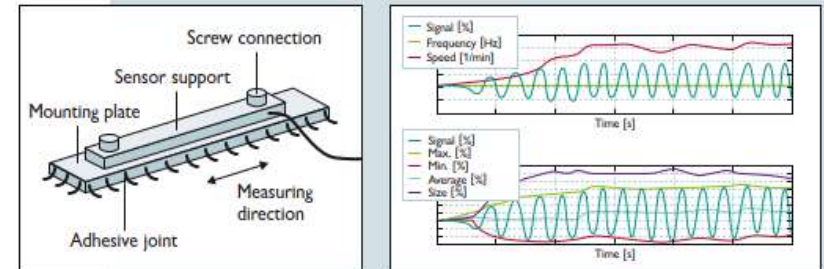 Screw connection
Sensor support
Mounting plate
Measuring
direction
Adhesive joint
Signal [%]
Frequency [Hz]
Speed [1/min]
Time [s]
Signal [%]
Max. [%]
Min. [%]
Average [%]
Size [%]
Time [s]